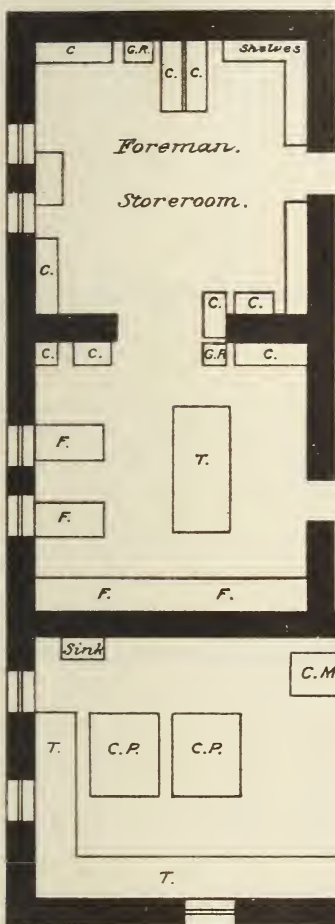 C
G.R.
C.
C.
Shelves
Foreman.
Storeroom.
C.
C.
C.
C.
C.
G.R
C.
F.
T.
F.
F.
F.
Sink
C.M
T.
C.P.
C.P.
T.